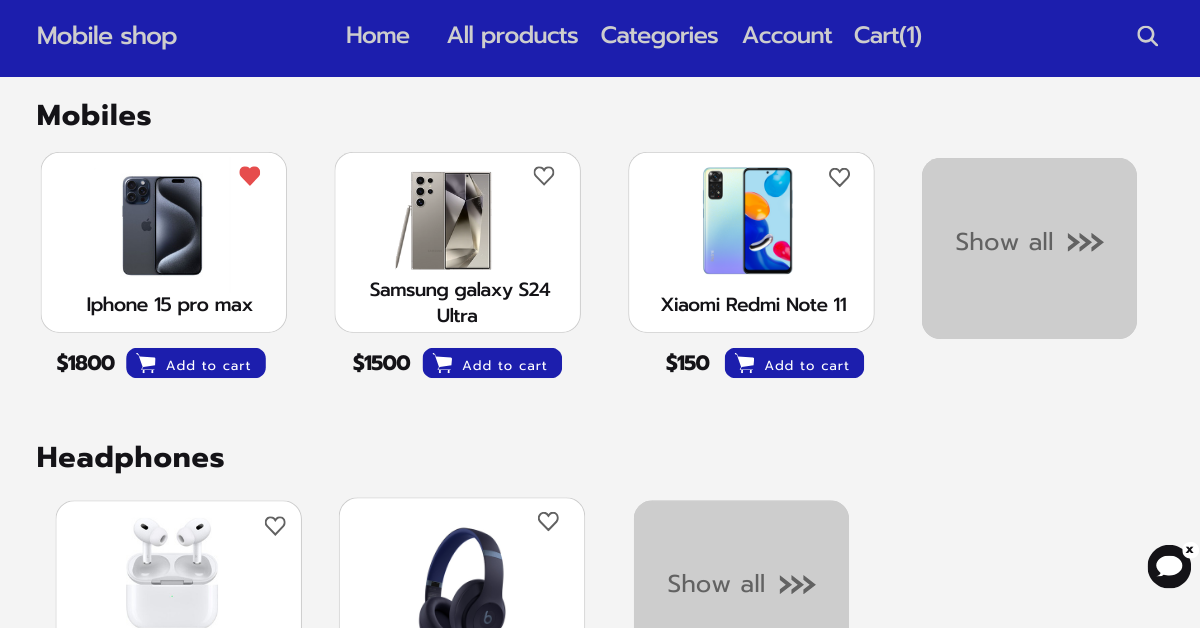 Mobile shop Home All products Categories Account Cart(1)
Mobiles
Iphone 15 pro max
Samsung galaxy S24
Ultra
Xiaomi Redmi Note 11
Show all
$1800 Add to cart
$1500 Add to cart
$150 Add to cart
Headphones
Show all
x